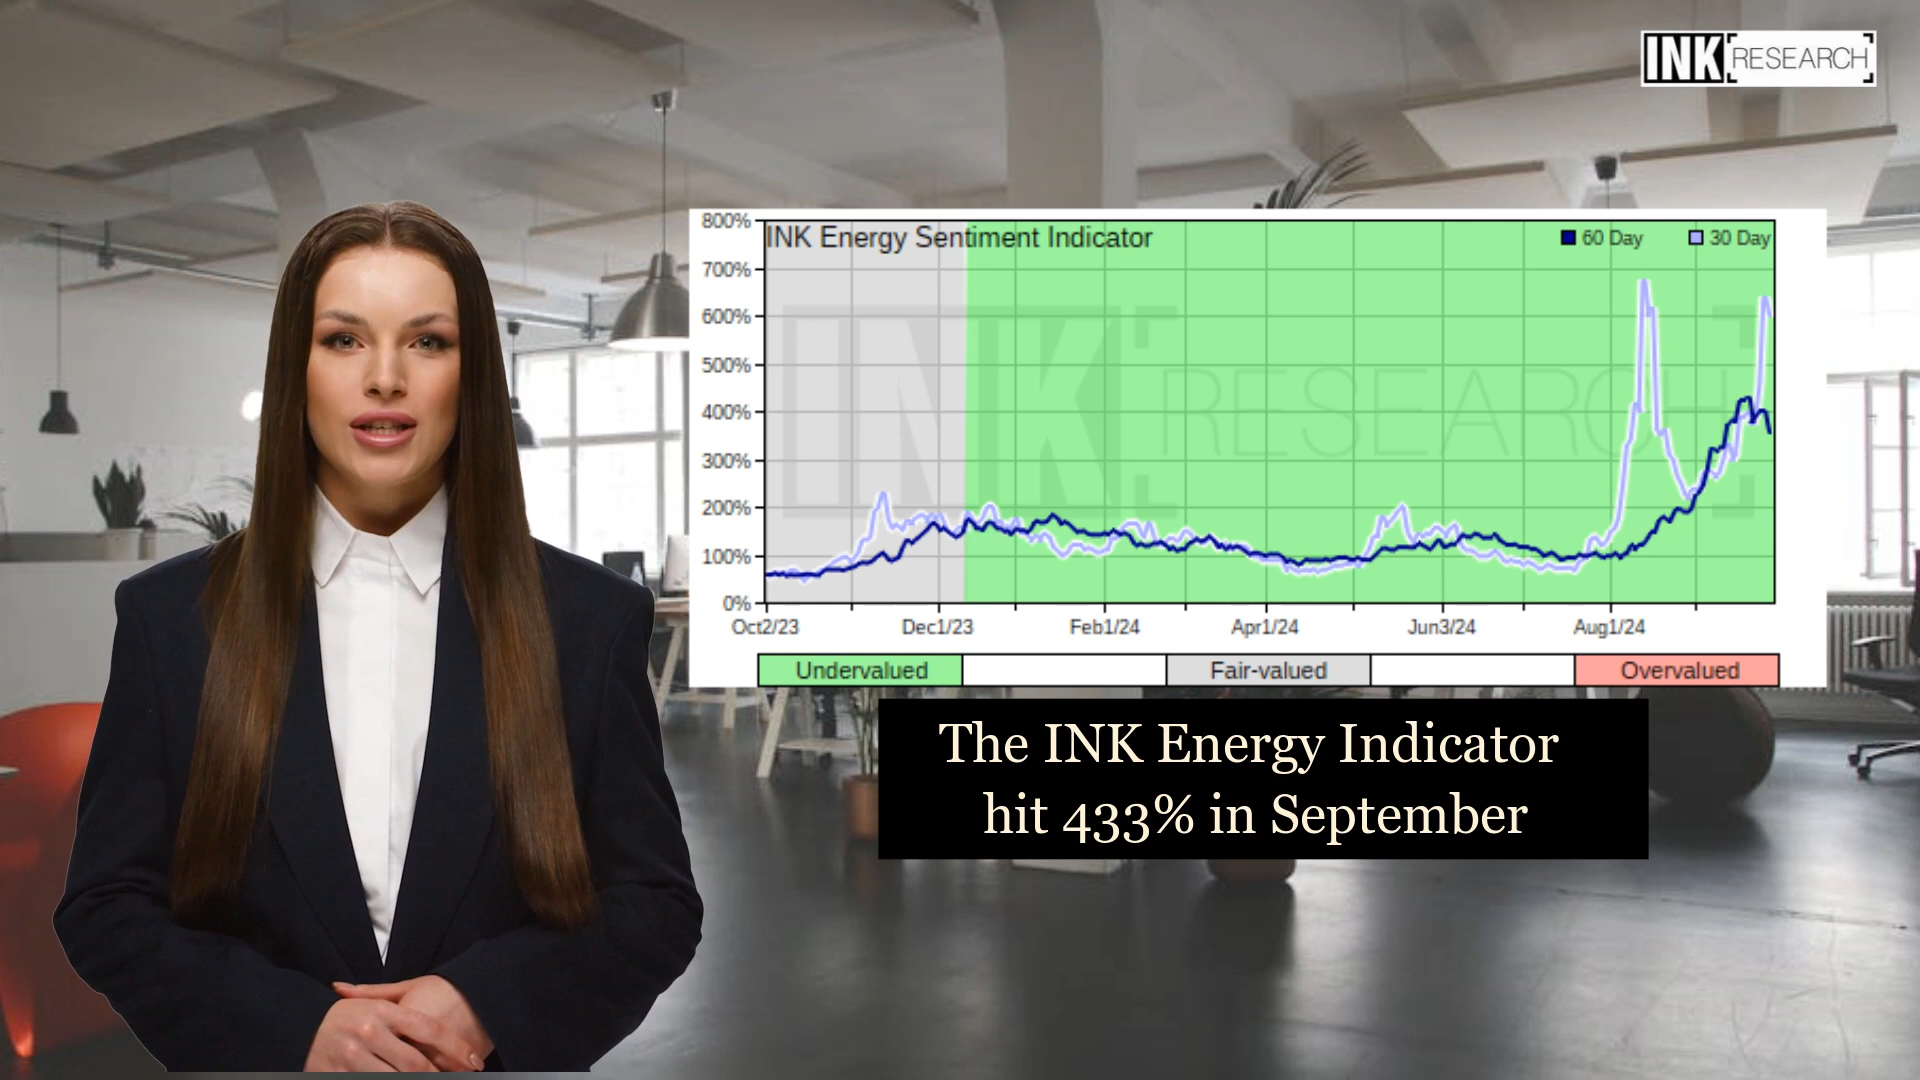 INK RESEARCH
INK Energy Sentiment Indicator
60 Day
30 Day
800%
700%
600%
500%
400%
300%
200%
100%
0%
INK RESEARCH
Oct2/23
Dec1/23
Feb1/24
Apr1/24
Jun3/24
Aug1/24
Undervalued
Fair-valued
Overvalued
The INK Energy Indicator
hit 433% in September